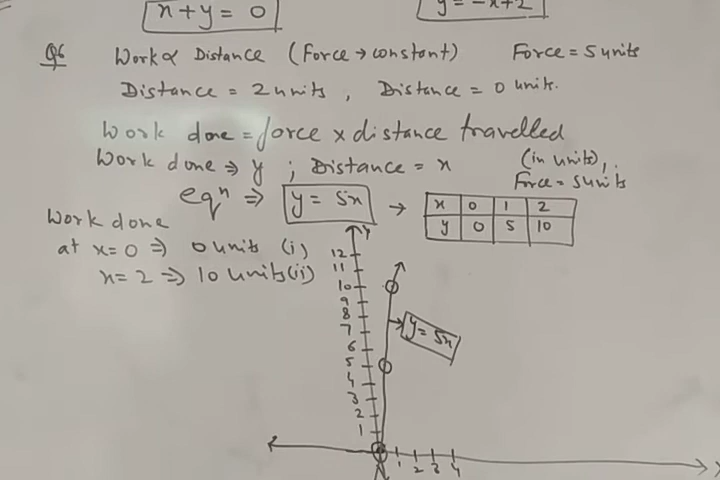 x+y = 0
y = -x+2
Q6 Work ∝ Distance (Force → constant) Force = 5 units
Distance = 2 units , Distance = 0 units.
Work done = force x distance travelled
Work done ⇒ y ; Distance = x (in units),
Force = 5 units
eqⁿ ⇒ y = 5x →
x 0 1 2
y 0 5 10
Work done
at x=0 ⇒ 0 units (i)
x=2 ⇒ 10 units (ii)
Y
12
11
10
9
8
7
6
5
4
3
2
1
y = 5x
1 2 3 4
X